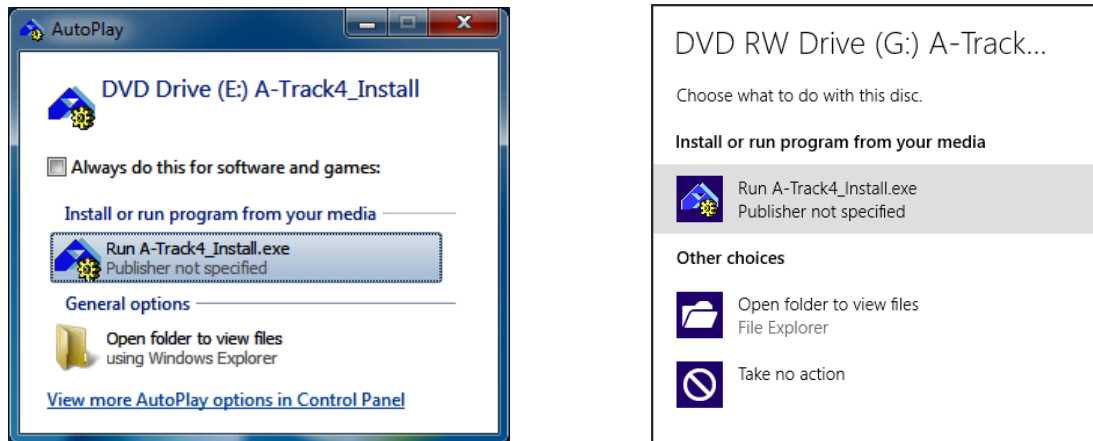 AutoPlay
DVD Drive (E:) A-Track4_Install
Always do this for software and games:
Install or run program from your media
Run A-Track4_Install.exe
Publisher not specified
General options
Open folder to view files
using Windows Explorer
View more AutoPlay options in Control Panel
DVD RW Drive (G:) A-Track...
Choose what to do with this disc.
Install or run program from your media
Run A-Track4_Install.exe
Publisher not specified
Other choices
Open folder to view files
File Explorer
Take no action